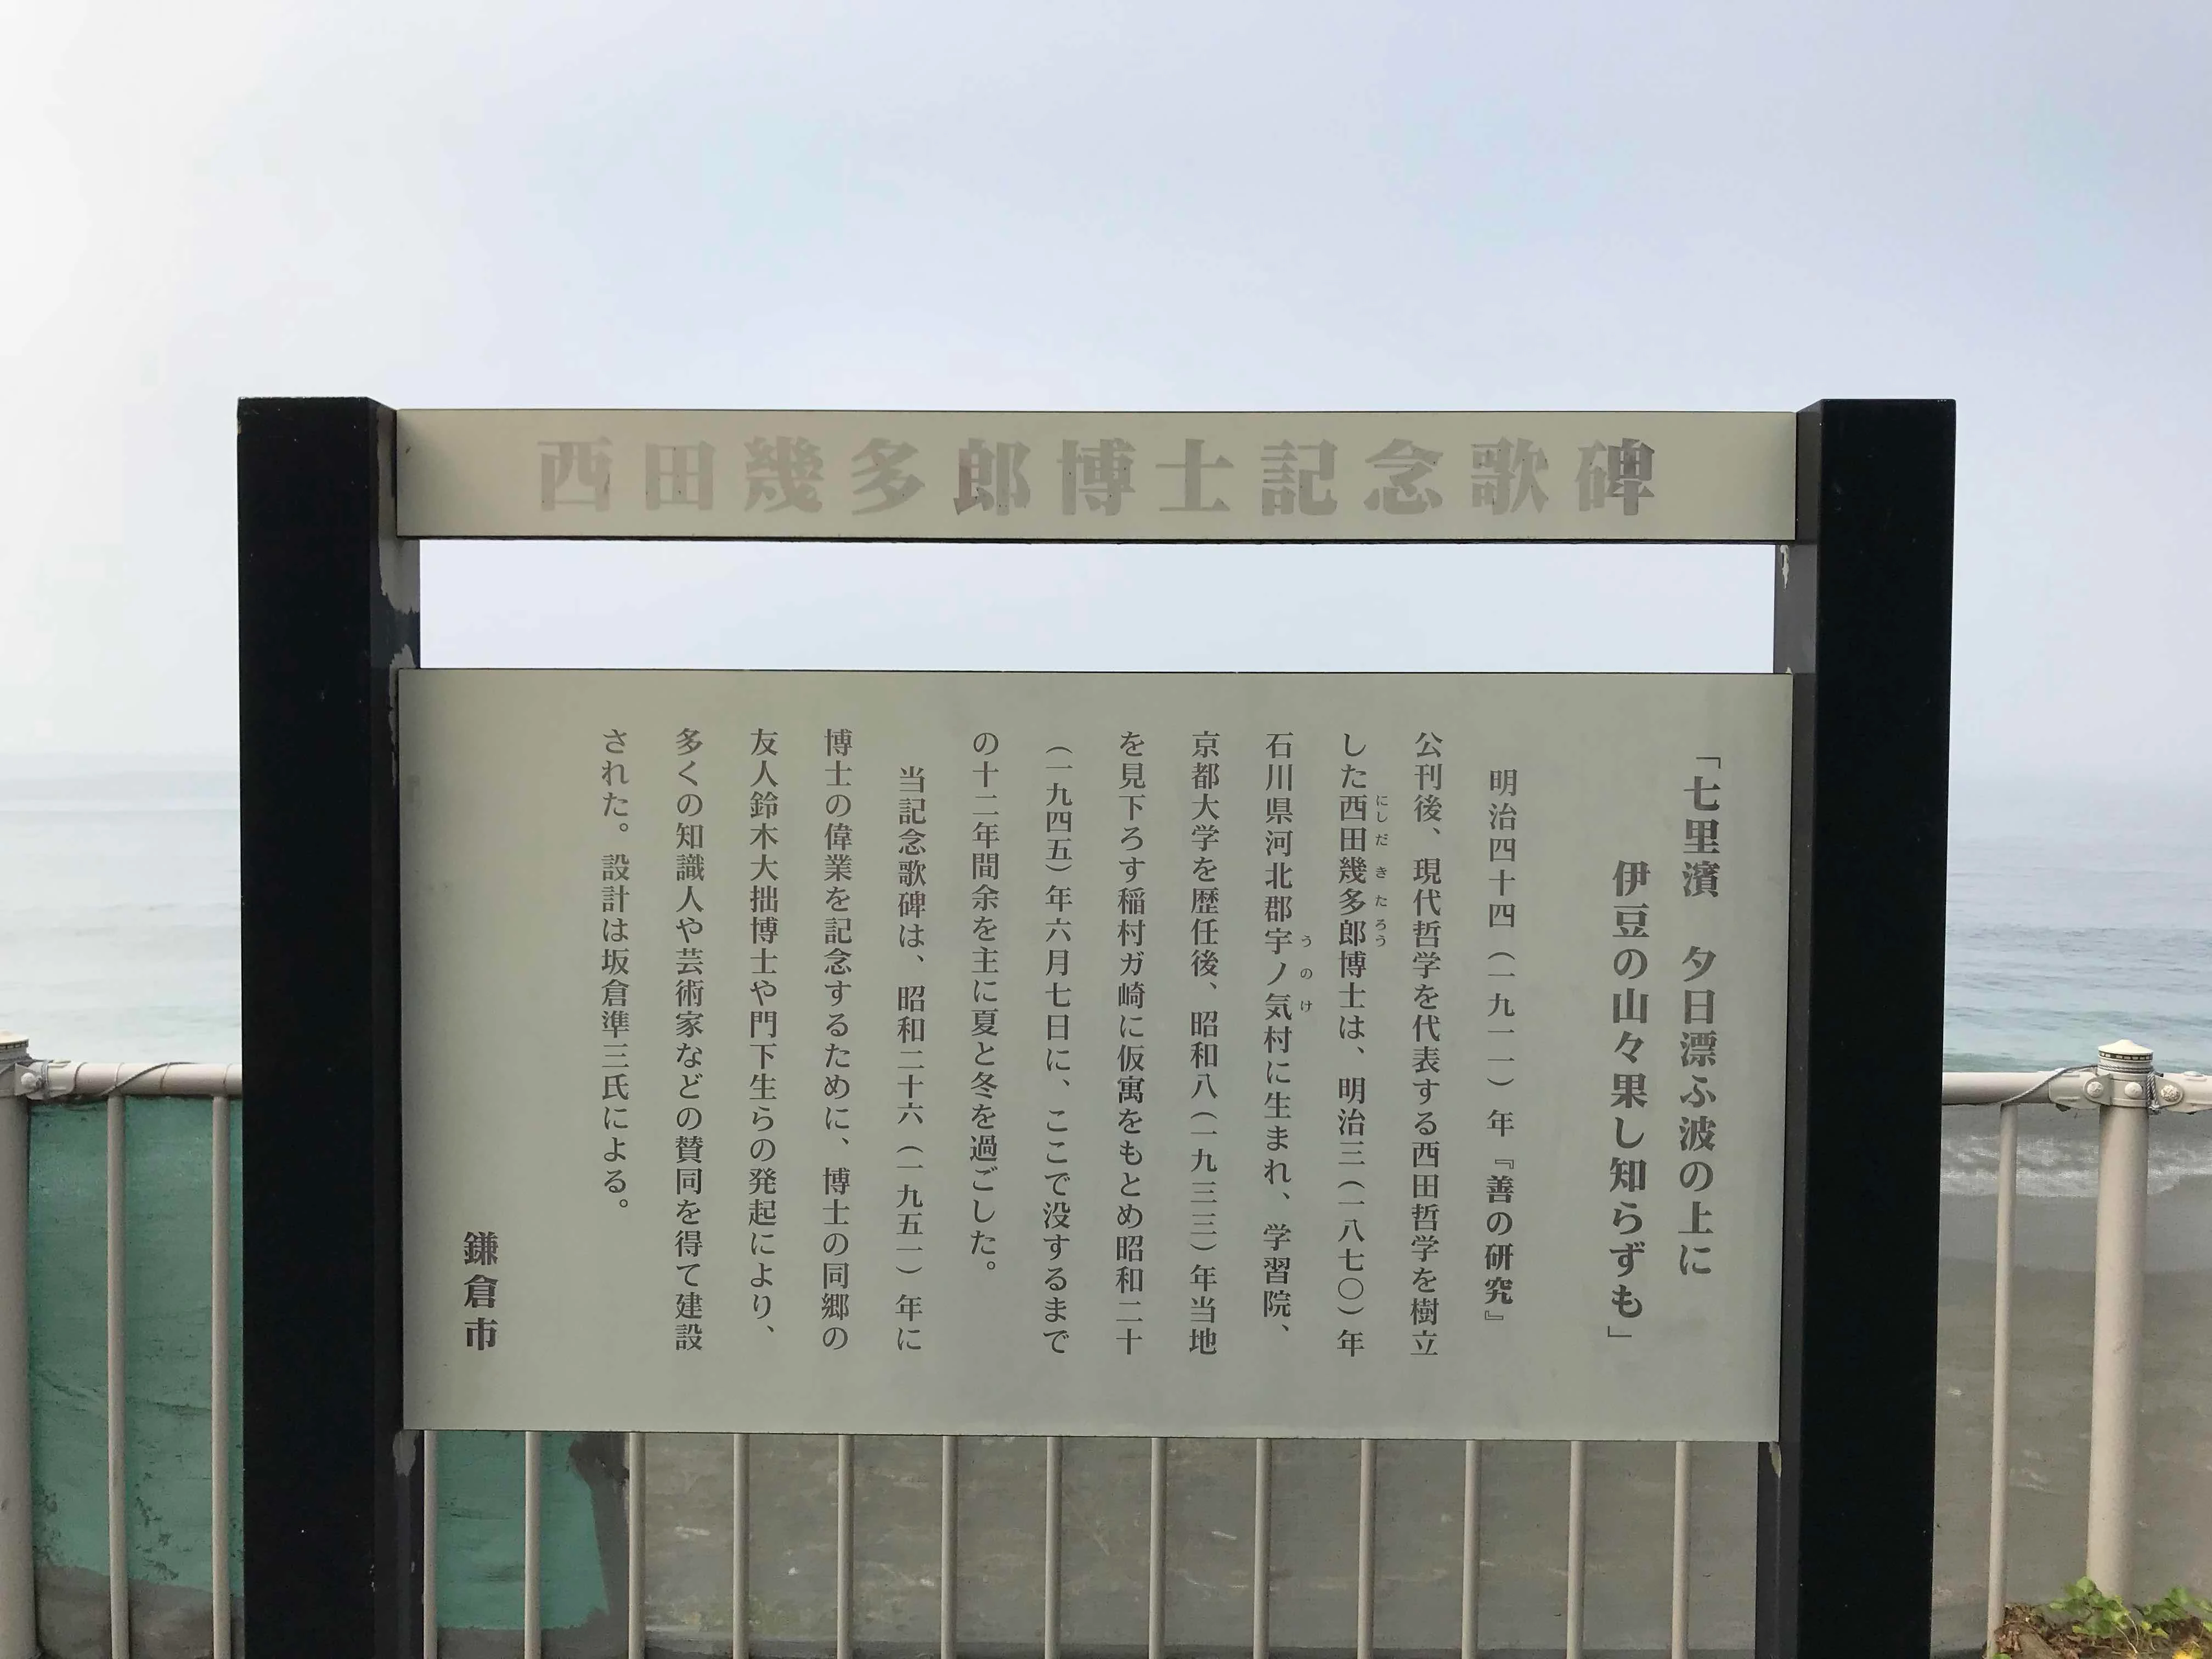 西田幾多郎博士記念歌碑
「七里濱　夕日漂ふ波の上に
伊豆の山々果し知らずも」
明治四十四（一九一一）年『善の研究』
公刊後、現代哲学を代表する西田哲学を樹立
した西田幾多郎博士は、明治三（一八七〇）年
にしだ きたろう
石川県河北郡宇ノ気村に生まれ、学習院、
うのけ
京都大学を歴任後、昭和八（一九三三）年当地
を見下ろす稲村ガ崎に仮寓をもとめ昭和二十
（一九四五）年六月七日に、ここで没するまで
の十二年間余を主に夏と冬を過ごした。
当記念歌碑は、昭和二十六（一九五一）年に
博士の偉業を記念するために、博士の同郷の
友人鈴木大拙博士や門下生らの発起により、
多くの知識人や芸術家などの賛同を得て建設
された。設計は坂倉準三氏による。
鎌倉市